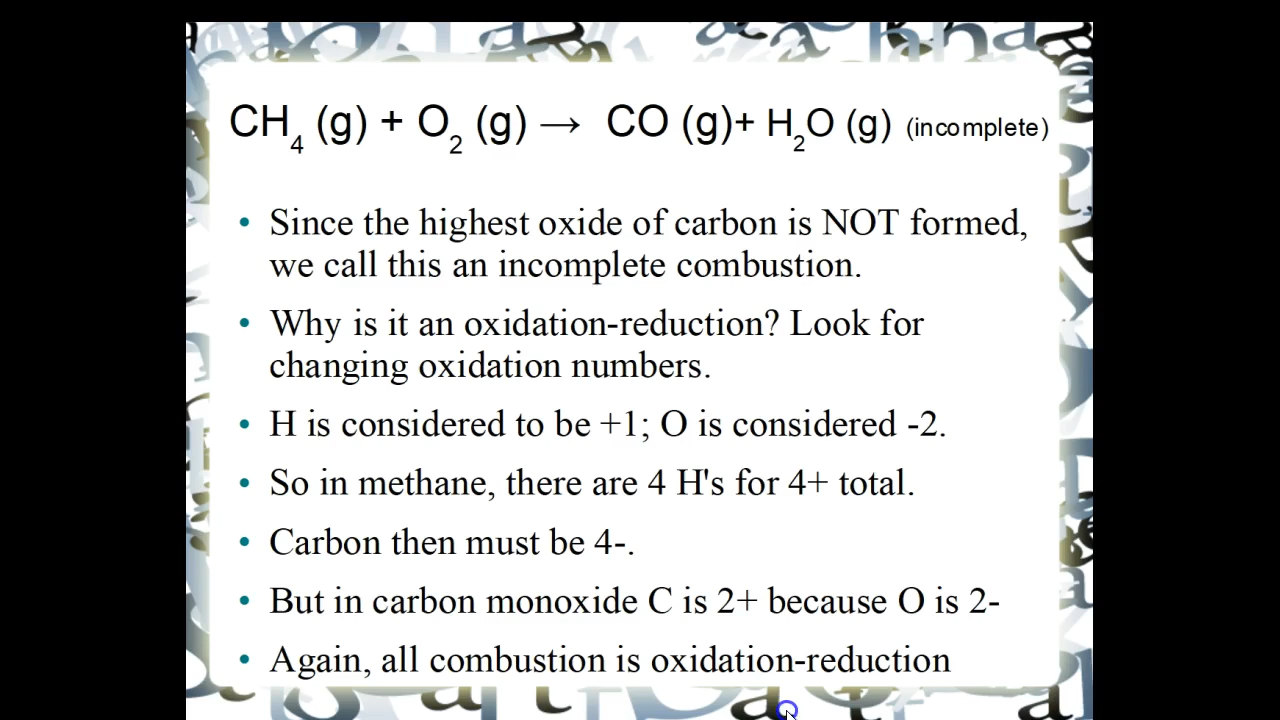 CH4 (g) + O2 (g) → CO (g)+ H2O (g) (incomplete)
• Since the highest oxide of carbon is NOT formed,
we call this an incomplete combustion.
• Why is it an oxidation-reduction? Look for
changing oxidation numbers.
• H is considered to be +1; O is considered -2.
• So in methane, there are 4 H's for 4+ total.
• Carbon then must be 4-.
• But in carbon monoxide C is 2+ because O is 2-
• Again, all combustion is oxidation-reduction